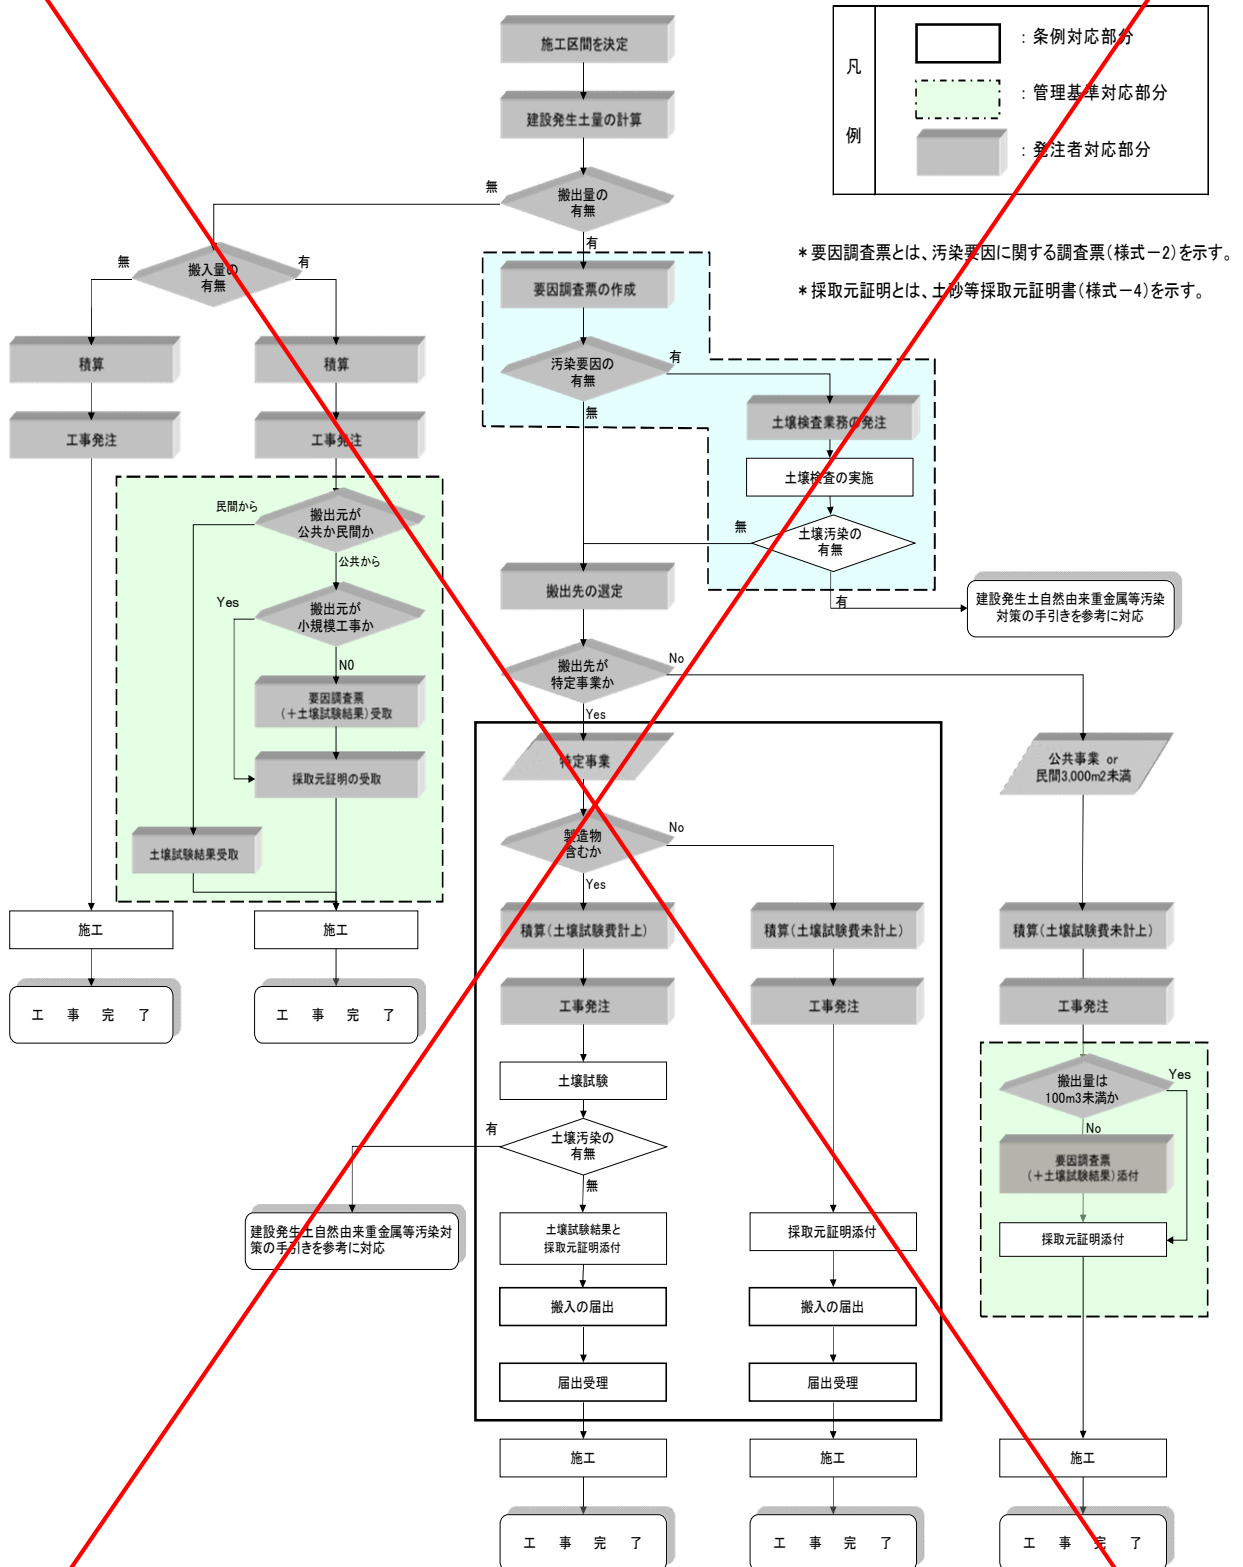 施工区間を決定
凡
例
：条例対応部分
：管理基準対応部分
：発注者対応部分
建設発生土量の計算
搬出量の
有無
無
有
＊要因調査票とは、汚染要因に関する調査票(様式－2)を示す。
＊採取元証明とは、土砂等採取元証明書(様式－4)を示す。
搬入量の
有無
無
有
要因調査票の作成
積算
積算
汚染要因の
有無
有
無
工事発注
工事発注
土壌検査業務の発注
土壌検査の実施
民間から
搬出元が
公共か民間か
公共から
土壌汚染の
有無
無
有
搬出先の選定
建設発生土自然由来重金属等汚染
対策の手引きを参考に対応
Yes
搬出元が
小規模工事か
NO
搬出先が
特定事業か
No
Yes
要因調査票
(＋土壌試験結果)受取
採取元証明の受取
特定事業
公共事業 or
民間3,000m2未満
土壌試験結果受取
製造物
含むか
No
Yes
施工
施工
積算(土壌試験費計上)
積算(土壌試験費未計上)
積算(土壌試験費未計上)
工 事 完 了
工 事 完 了
工事発注
工事発注
工事発注
土壌試験
搬出量は
100m3未満か
Yes
No
有
土壌汚染の
有無
無
要因調査票
(＋土壌試験結果)添付
建設発生土自然由来重金属等汚染対
策の手引きを参考に対応
土壌試験結果と
採取元証明添付
採取元証明添付
採取元証明添付
搬入の届出
搬入の届出
届出受理
届出受理
施工
施工
施工
工 事 完 了
工 事 完 了
工 事 完 了